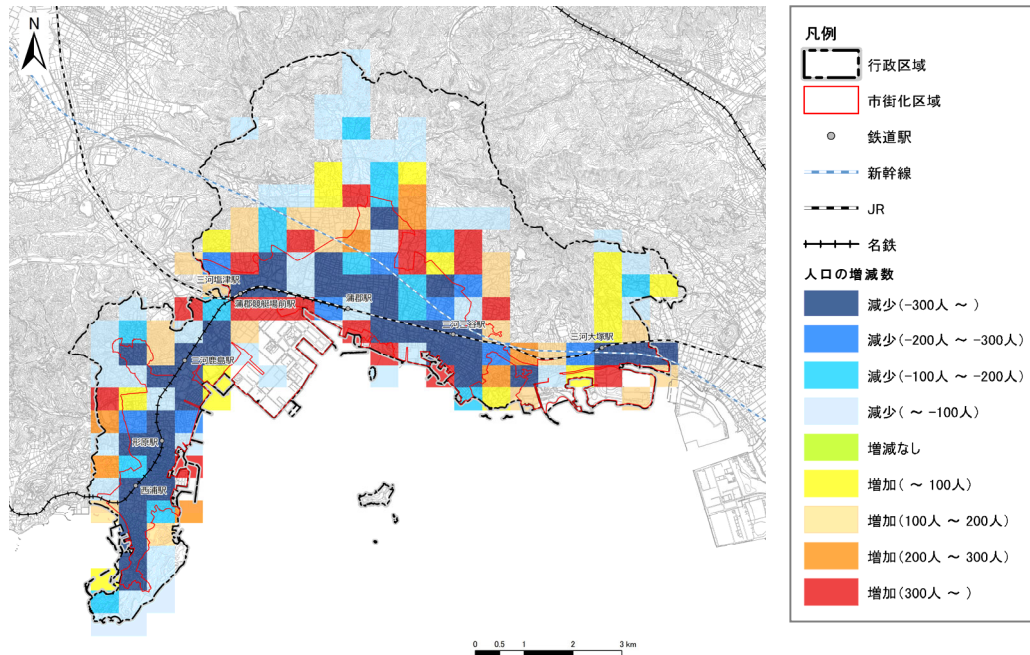 N
三河塩津駅
蒲郡競艇場前駅
蒲郡駅
三河三谷駅
三河大塚駅
三河鹿島駅
形原駅
西浦駅
0 0.5 1 2 3 km
凡例
行政区域
市街化区域
鉄道駅
新幹線
JR
名鉄
人口の増減数
減少(-300人 ～ )
減少(-200人 ～ -300人)
減少(-100人 ～ -200人)
減少( ～ -100人)
増減なし
増加( ～ 100人)
増加(100人 ～ 200人)
増加(200人 ～ 300人)
増加(300人 ～ )